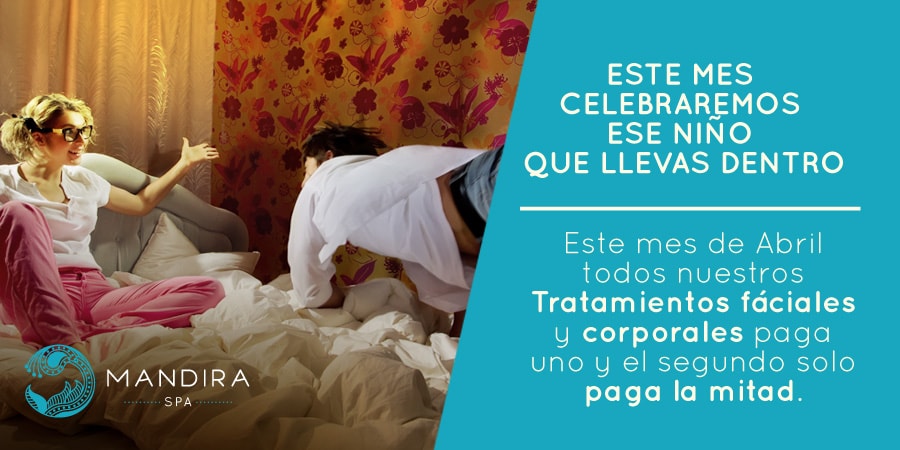 ESTE MES
CELEBRAREMOS
ESE NIÑO
QUE LLEVAS DENTRO
Este mes de Abril
todos nuestros
Tratamientos fáciales
y corporales paga
uno y el segundo solo
paga la mitad.
MANDIRA
SPA